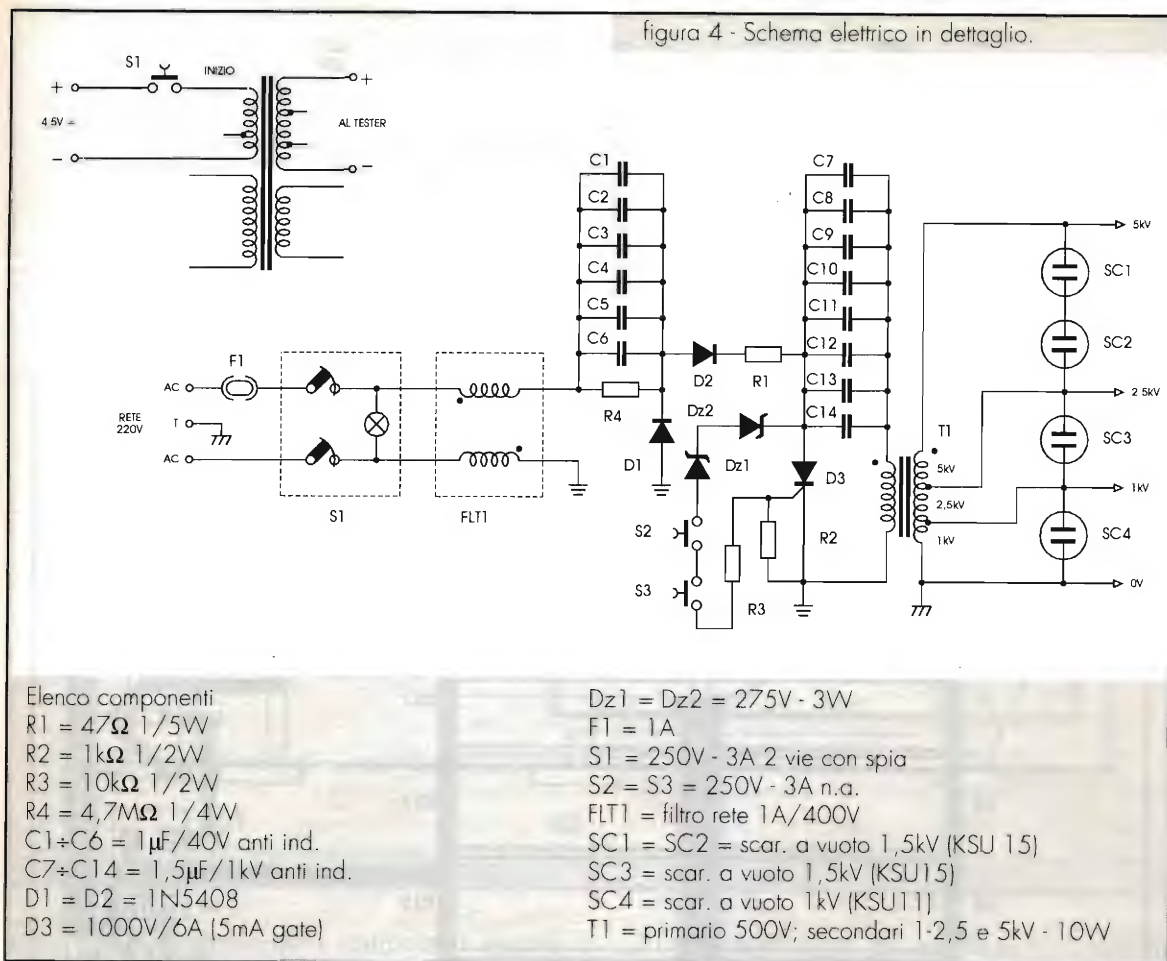 figura 4 - Schema elettrico in dettaglio.
S1
INIZIO
+
4.5V =
-
+
AL TESTER
-
C1
C2
C3
C4
C5
C6
C7
C8
C9
C10
C11
C12
C13
C14
F1
AC
RETE
220V
T
AC
S1
FLT1
R4
D1
D2
R1
Dz2
Dz1
D3
S2
S3
R3
R2
T1
5kV
2,5kV
1kV
5kV
SC1
SC2
2 5kV
SC3
1kV
SC4
0V
Elenco componenti
R1 = 47Ω 1/5W
R2 = 1kΩ 1/2W
R3 = 10kΩ 1/2W
R4 = 4,7MΩ 1/4W
C1÷C6 = 1µF/40V anti ind.
C7÷C14 = 1,5µF/1kV anti ind.
D1 = D2 = 1N5408
D3 = 1000V/6A (5mA gate)
Dz1 = Dz2 = 275V - 3W
F1 = 1A
S1 = 250V - 3A 2 vie con spia
S2 = S3 = 250V - 3A n.a.
FLT1 = filtro rete 1A/400V
SC1 = SC2 = scar. a vuoto 1,5kV (KSU 15)
SC3 = scar. a vuoto 1,5kV (KSU15)
SC4 = scar. a vuoto 1kV (KSU11)
T1 = primario 500V; secondari 1-2,5 e 5kV - 10W